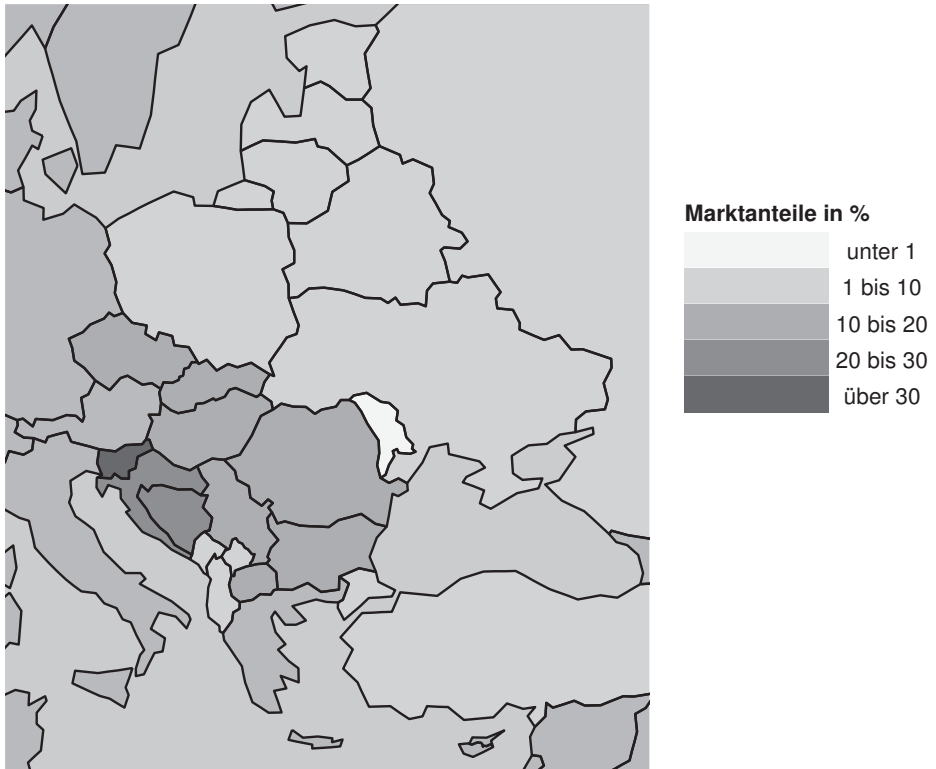 Marktanteile in %
unter 1
1 bis 10
10 bis 20
20 bis 30
über 30